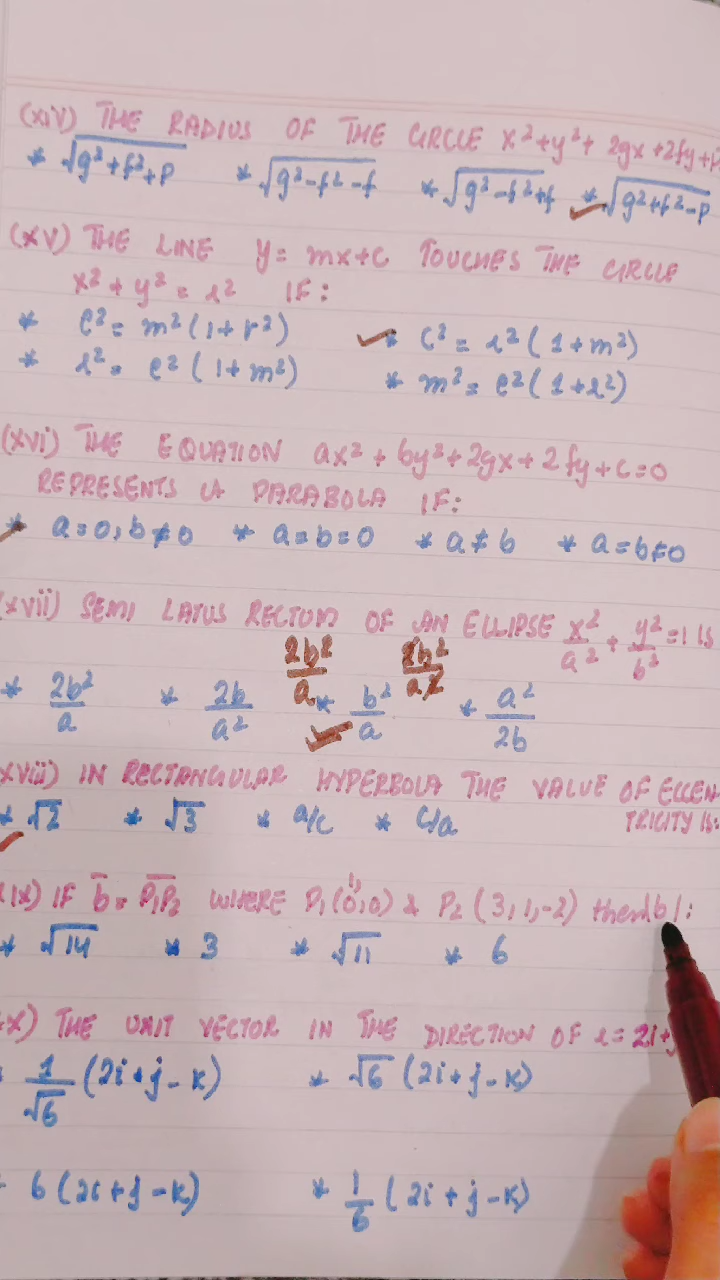 (xiv) THE RADIUS OF THE CIRCLE x²+y²+ 2gx+2fy+P
* √g²+f²+P * √g²-f²-f * √g²-f²+f * √g²+f²-P
(xv) THE LINE y= mx+c TOUCHES THE CIRCLE
x²+y²=r² IF:
* c²= m²(1+r²) * c²= r²(1+m²)
* r²= c²(1+m²) * m²= c²(1+r²)
(xvi) THE EQUATION ax²+by²+2gx+2fy+c=0
REPRESENTS A PARABOLA IF:
* a=0, b≠0 * a=b=0 * a≠b * a=b≠0
(xvii) SEMI LATUS RECTUM OF AN ELLIPSE x²/a² + y²/b² =1 IS
2b²/a 2b²/a2
* 2b²/a * 2b/a² * b²/a * a²/2b
(xviii) IN RECTANGULAR HYPERBOLA THE VALUE OF ECCEN
TRICITY IS:
* √2 * √3 * a/c * c/a
(xix) IF b = P₁P₂ WHERE P₁(0,0) & P₂ (3,1,-2) then |b|:
* √14 * 3 * √11 * 6
(xx) THE UNIT VECTOR IN THE DIRECTION OF r= 2i+
1/√6 (2i+j-k) * √6 (2i+j-k)
6(2i+j-k) * 1/6 (2i+j-k)